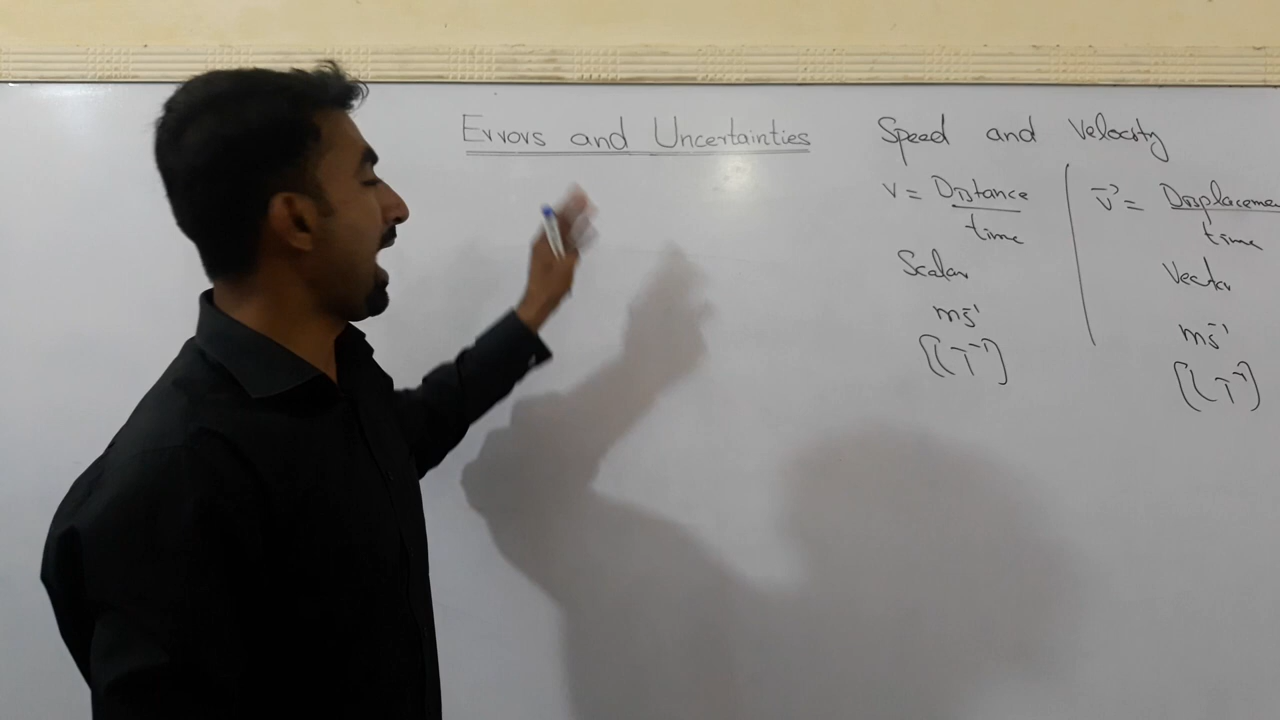 Errors and Uncertainties
Speed and Velocity
v = Distance / time
Scalar
ms⁻¹
[LT⁻¹]
v⃗ = Displacemen / time
Vector
ms⁻¹
[LT⁻¹]